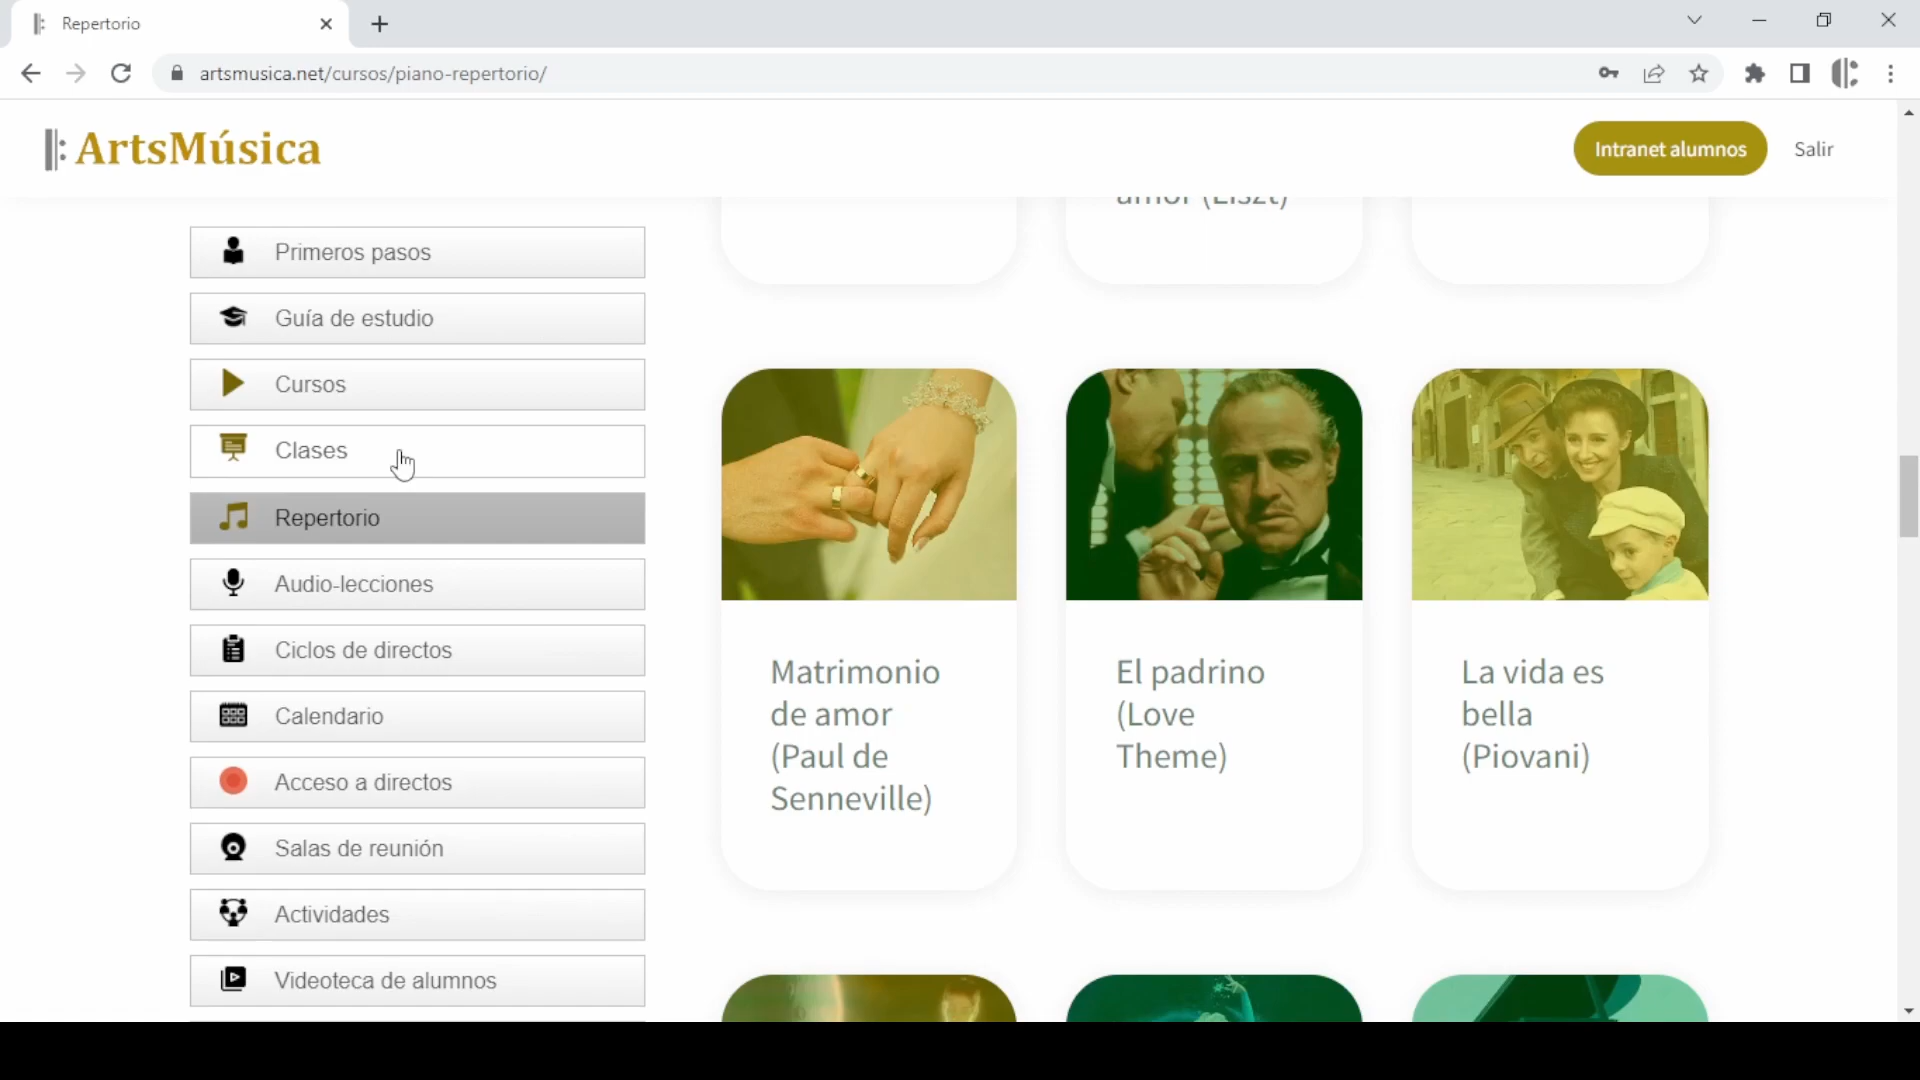 Repertorio
artsmusica.net/cursos/piano-repertorio/
ArtsMúsica
Intranet alumnos
Salir
Primeros pasos
Guía de estudio
Cursos
Clases
Repertorio
Audio-lecciones
Ciclos de directos
Calendario
Acceso a directos
Salas de reunión
Actividades
Videoteca de alumnos
amor (Liszt)
Matrimonio
de amor
(Paul de
Senneville)
El padrino
(Love
Theme)
La vida es
bella
(Piovani)